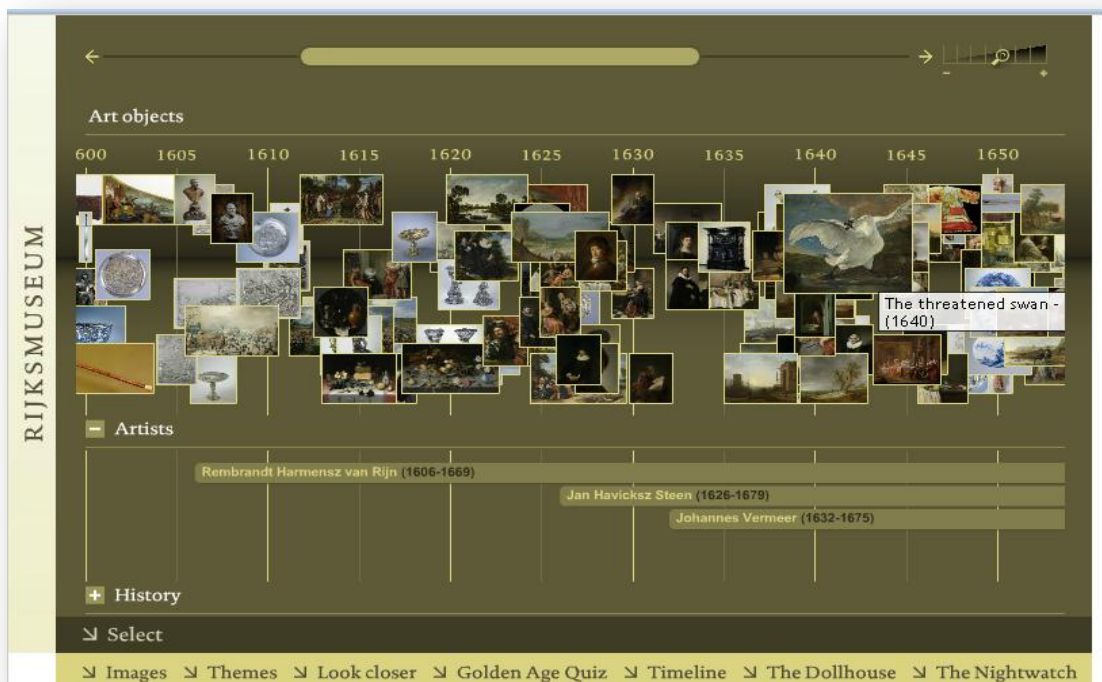 RIJKSMUSEUM
Art objects
600 1605 1610 1615 1620 1625 1630 1635 1640 1645 1650
The threatened swan -
(1640)
Artists
Rembrandt Harmensz van Rijn (1606-1669)
Jan Havicksz Steen (1626-1679)
Johannes Vermeer (1632-1675)
History
Select
Images Themes Look closer Golden Age Quiz Timeline The Dollhouse The Nightwatch